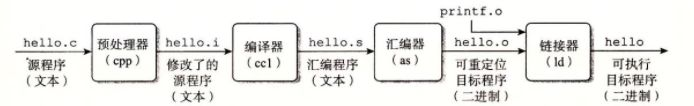 printf.o
hello.c
预处理器
(cpp)
hello.i
编译器
(cc1)
hello.s
汇编器
(as)
hello.o
链接器
(ld)
hello
源程序
(文本)
修改了的
源程序
(文本)
汇编程序
(文本)
可重定位
目标程序
(二进制)
可执行
目标程序
(二进制)